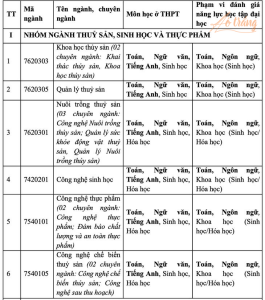 TT
Mã ngành
Tên ngành, chuyên ngành
Môn học ở THPT
Phạm vi đánh giá năng lực học tập đại học
I
NHÓM NGÀNH THUỶ SẢN, SINH HỌC VÀ THỰC PHẨM
1
7620303
Khoa học thủy sản (02
chuyên ngành: Khai
thác thủy sản, Khoa
học thủy sản)
Toán, Ngữ văn,
Tiếng Anh, Sinh học
Toán, Ngôn ngữ,
Khoa học (Sinh học)
2
7620305
Quản lý thuỷ sản
Toán, Ngữ văn,
Tiếng Anh, Sinh học
Toán, Ngôn ngữ,
Khoa học (Sinh học)
3
7620301
Nuôi trồng thuỷ sản
(03 chuyên ngành:
Công nghệ Nuôi trồng
thủy sản; Quản lý sức
khỏe động vật thuỷ
sản, Quản lý Nuôi
trồng thủy sản)
Toán, Ngữ văn,
Tiếng Anh, Sinh học,
Hóa học
Toán, Ngôn ngữ,
Khoa học (Sinh học/
Hóa học)
4
7420201
Công nghệ sinh học
Toán, Ngữ văn,
Tiếng Anh, Sinh học,
Hóa học
Toán, Ngôn ngữ,
Khoa học (Sinh
học/Hóa học)
5
7540101
Công nghệ thực phẩm
(02 chuyên ngành:
Công nghệ thực
phẩm; Đảm bảo chất
lượng và an toàn thực
phẩm)
Toán, Ngữ văn,
Tiếng Anh, Sinh học,
Hóa học
Toán, Ngôn ngữ,
Khoa học (Sinh học/
Hóa học)
6
7540105
Công nghệ chế biến
thuỷ sản (02 chuyên
ngành: Công nghệ chế
biến thủy sản; Công
nghệ sau thu hoạch)
Toán, Ngữ văn,
Tiếng Anh, Sinh học,
Hóa học
Toán, Ngôn ngữ,
Khoa học (Sinh
học/Hóa học)